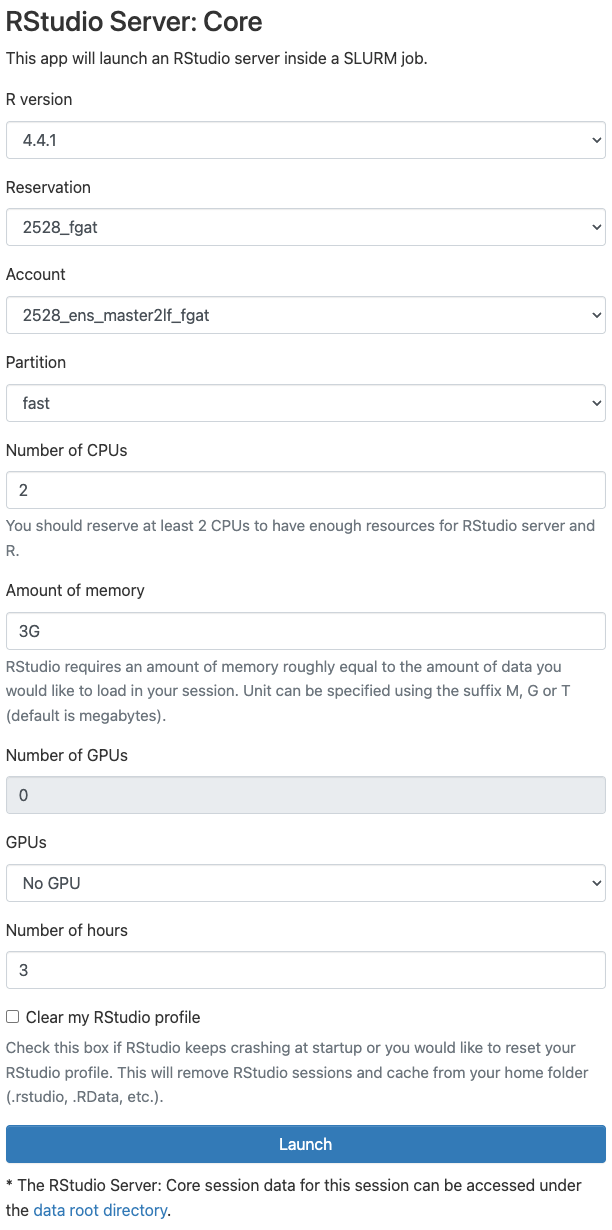 RStudio Server: Core
This app will launch an RStudio server inside a SLURM job.
R version
4.4.1
Reservation
2528_fgat
Account
2528_ens_master2lf_fgat
Partition
fast
Number of CPUs
2
You should reserve at least 2 CPUs to have enough resources for RStudio server and
R.
Amount of memory
3G
RStudio requires an amount of memory roughly equal to the amount of data you
would like to load in your session. Unit can be specified using the suffix M, G or T
(default is megabytes).
Number of GPUs
0
GPUs
No GPU
Number of hours
3
Clear my RStudio profile
Check this box if RStudio keeps crashing at startup or you would like to reset your
RStudio profile. This will remove RStudio sessions and cache from your home folder
(.rstudio, .RData, etc.).
Launch
* The RStudio Server: Core session data for this session can be accessed under
the data root directory.